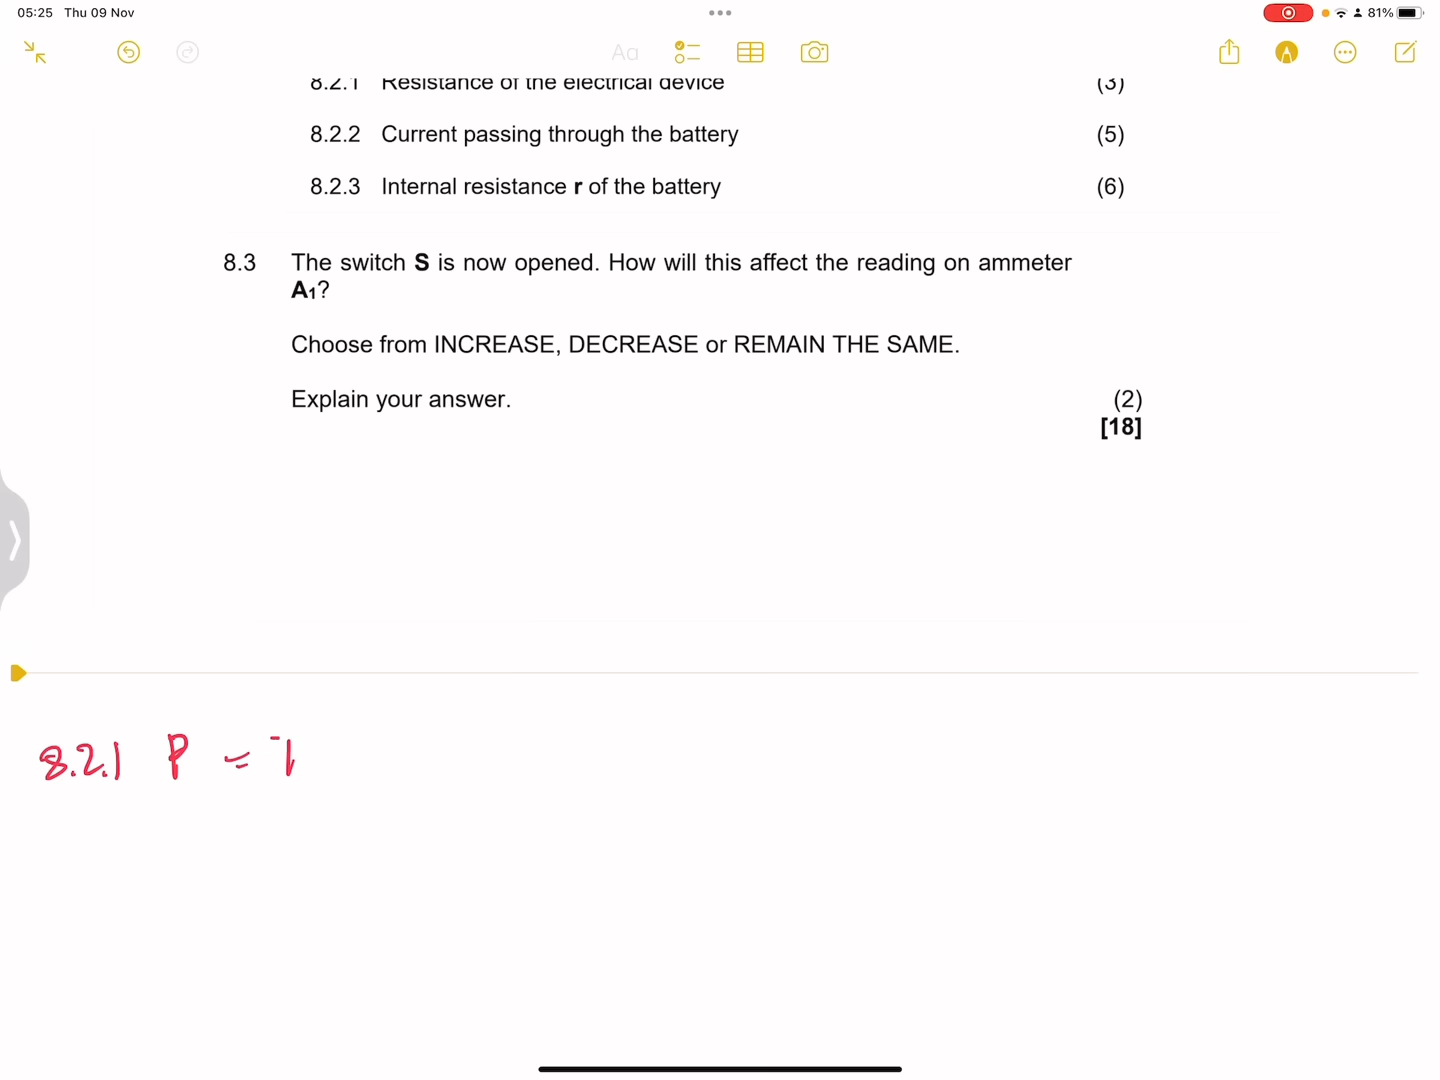 05:25 Thu 09 Nov
81%
Aa
8.2.1 Resistance of the electrical device (3)
8.2.2 Current passing through the battery (5)
8.2.3 Internal resistance r of the battery (6)
8.3 The switch S is now opened. How will this affect the reading on ammeter
A₁?
Choose from INCREASE, DECREASE or REMAIN THE SAME.
Explain your answer. (2)
[18]
8.2.1 P =